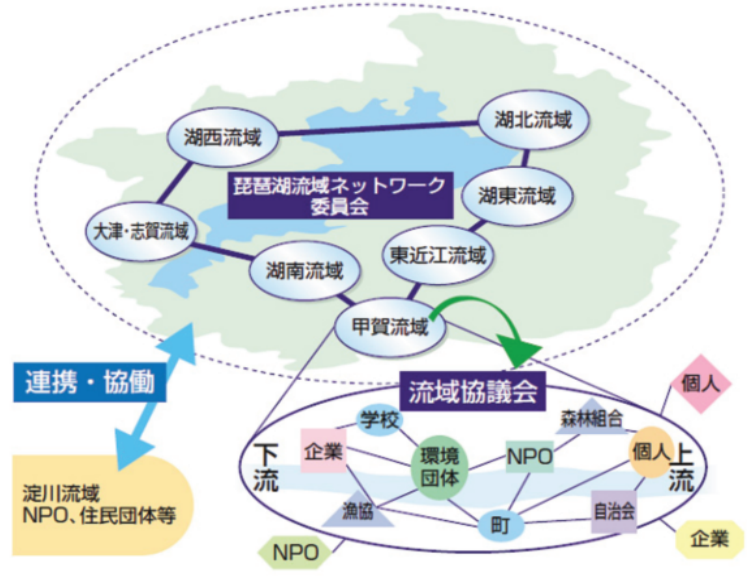 湖北流域
湖西流域
琵琶湖流域ネットワーク
委員会
湖東流域
大津・志賀流域
東近江流域
湖南流域
甲賀流域
連携・協働
流域協議会
個人
学校
森林組合
下流
企業
環境
団体
NPO
個人
上流
淀川流域
NPO、住民団体等
漁協
町
自治会
NPO
企業